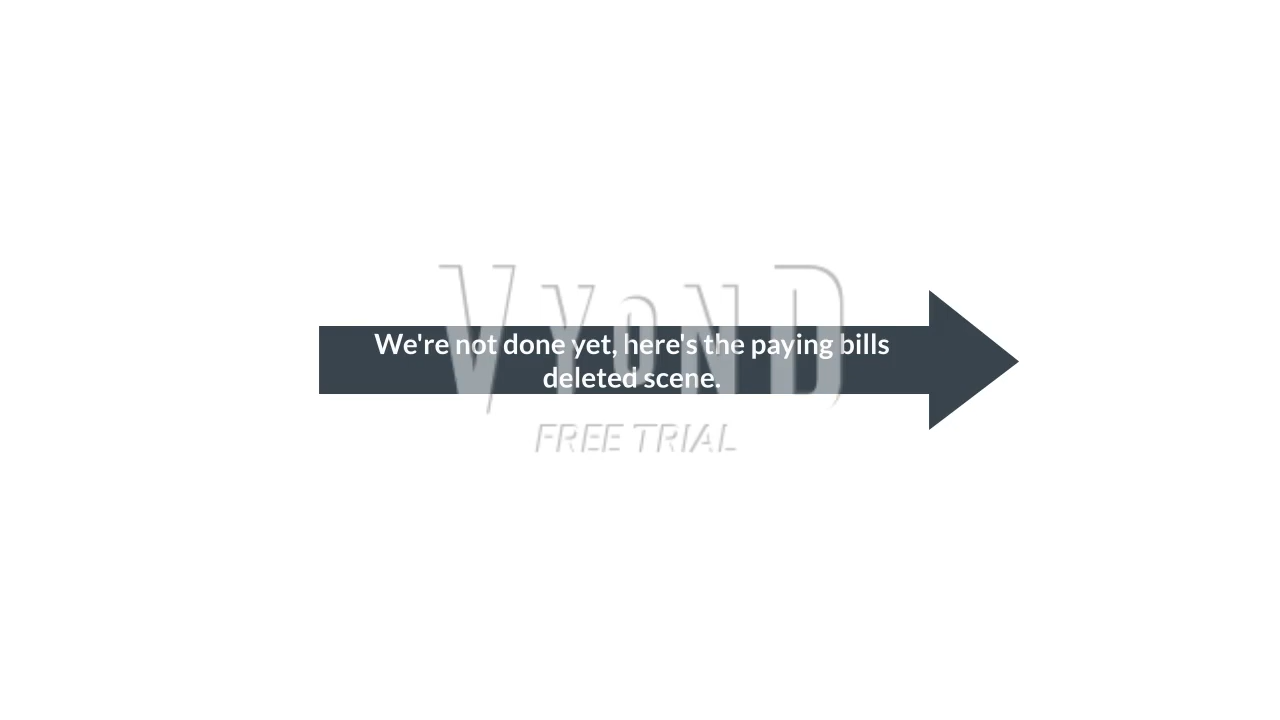 We're not done yet, here's the paying bills
deleted scene.
VYOND
FREE TRIAL